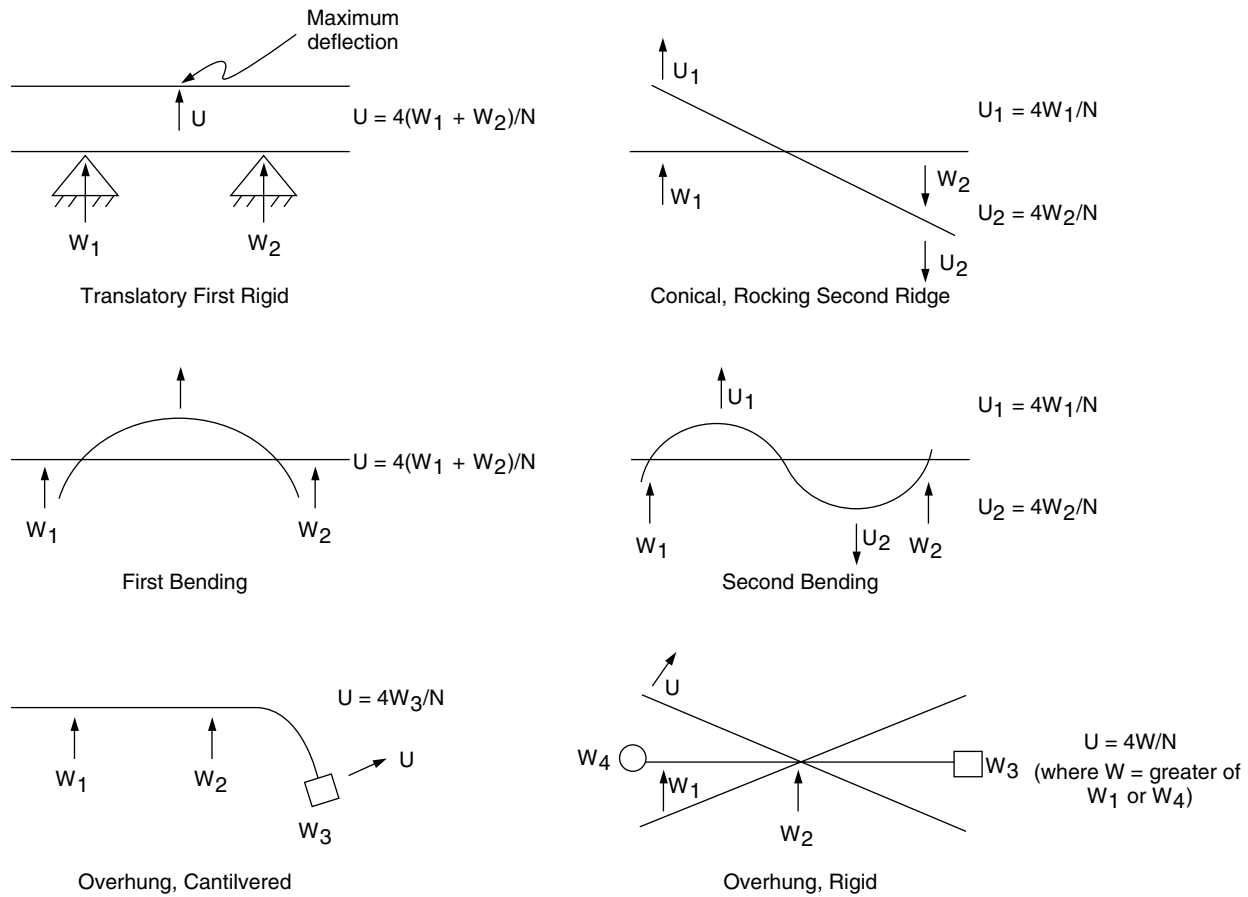 Maximum
deflection
U
U = 4(W1 + W2)/N
W1
W2
Translatory First Rigid
U1
U1 = 4W1/N
W1
W2
U2 = 4W2/N
U2
Conical, Rocking Second Ridge
U = 4(W1 + W2)/N
W1
W2
First Bending
U1
U1 = 4W1/N
W1
U2
W2
U2 = 4W2/N
Second Bending
U = 4W3/N
W1
W2
U
W3
Overhung, Cantilvered
U
W4
W1
W2
W3
U = 4W/N
(where W = greater of
W1 or W4)
Overhung, Rigid